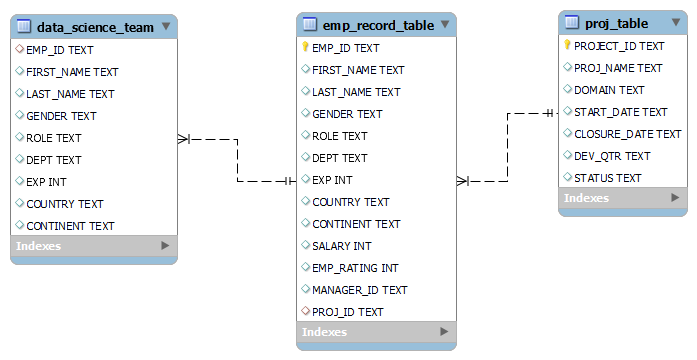 data_science_team
EMP_ID TEXT
FIRST_NAME TEXT
LAST_NAME TEXT
GENDER TEXT
ROLE TEXT
DEPT TEXT
EXP INT
COUNTRY TEXT
CONTINENT TEXT
Indexes
emp_record_table
EMP_ID TEXT
FIRST_NAME TEXT
LAST_NAME TEXT
GENDER TEXT
ROLE TEXT
DEPT TEXT
EXP INT
COUNTRY TEXT
CONTINENT TEXT
SALARY INT
EMP_RATING INT
MANAGER_ID TEXT
PROJ_ID TEXT
Indexes
proj_table
PROJECT_ID TEXT
PROJ_NAME TEXT
DOMAIN TEXT
START_DATE TEXT
CLOSURE_DATE TEXT
DEV_QTR TEXT
STATUS TEXT
Indexes